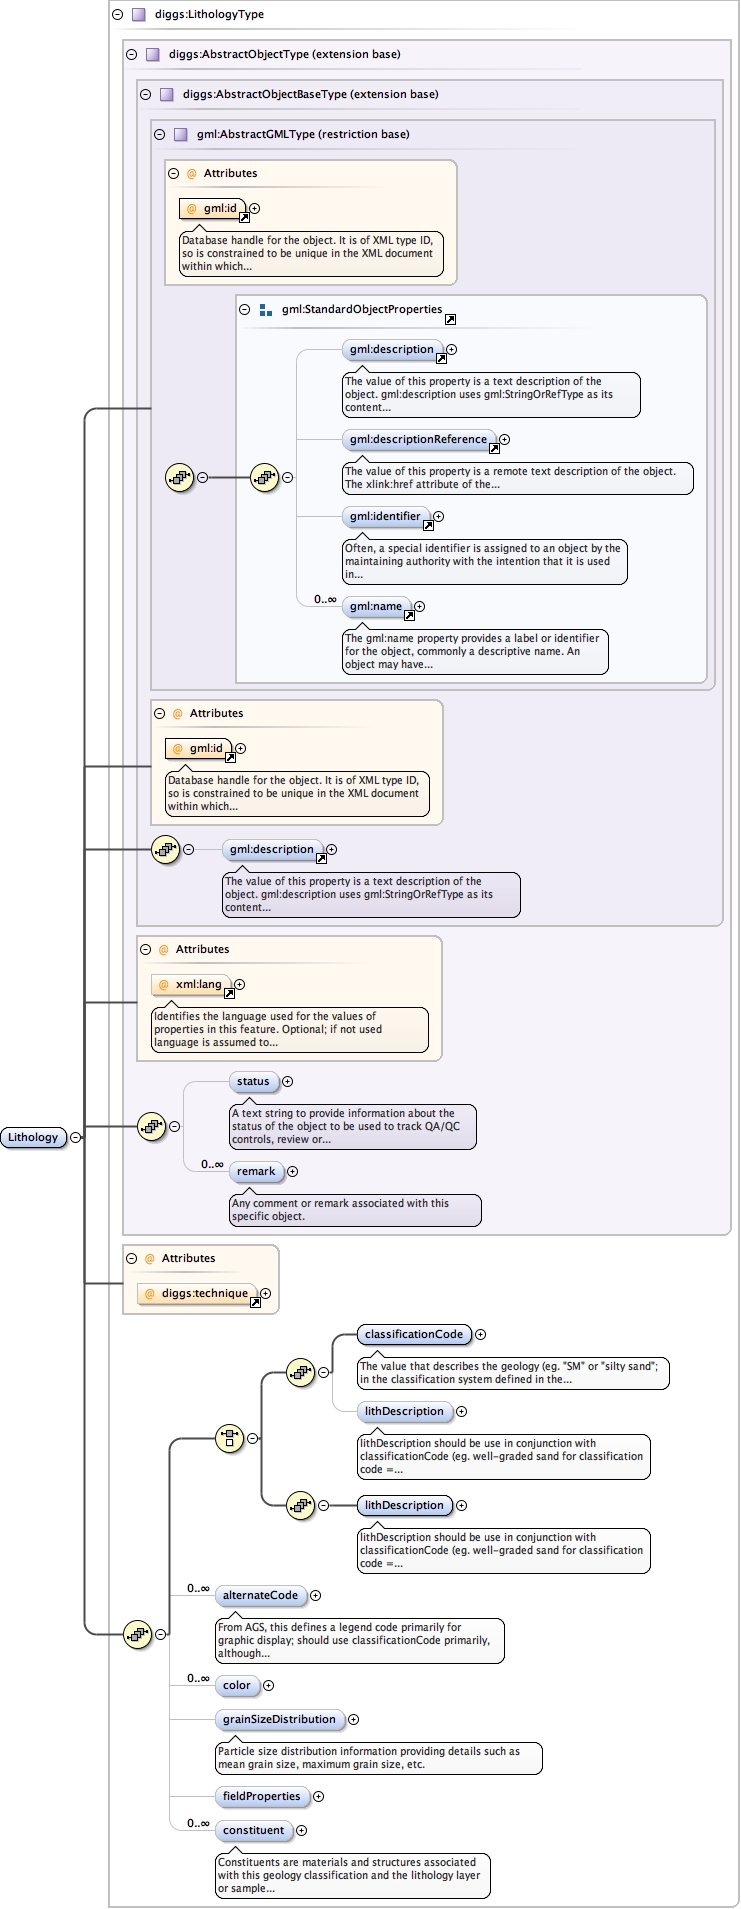 diggs:LithologyType
diggs:AbstractObjectType (extension base)
diggs:AbstractObjectBaseType (extension base)
gml:AbstractGMLType (restriction base)
@ Attributes
@ gml:id
Database handle for the object. It is of XML type ID,
so is constrained to be unique in the XML document
within which...
gml:StandardObjectProperties
gml:description
The value of this property is a text description of the
object. gml:description uses gml:StringOrRefType as its
content...
gml:descriptionReference
The value of this property is a remote text description of the object.
The xlink:href attribute of the...
gml:identifier
Often, a special identifier is assigned to an object by the
maintaining authority with the intention that it is used
in...
0..∞
gml:name
The gml:name property provides a label or identifier
for the object, commonly a descriptive name. An
object may have...
@ Attributes
@ gml:id
Database handle for the object. It is of XML type ID,
so is constrained to be unique in the XML document
within which...
gml:description
The value of this property is a text description of the
object. gml:description uses gml:StringOrRefType as its
content...
@ Attributes
@ xml:lang
Identifies the language used for the values of
properties in this feature. Optional; if not used
language is assumed to...
status
A text string to provide information about the
status of the object to be used to track QA/QC
controls, review or...
Lithology
0..∞
remark
Any comment or remark associated with this
specific object.
@ Attributes
@ diggs:technique
classificationCode
The value that describes the geology (eg. "SM" or "silty sand";
in the classification system defined in the...
lithDescription
lithDescription should be use in conjunction with
classificationCode (eg. well-graded sand for classification
code =...
lithDescription
lithDescription should be use in conjunction with
classificationCode (eg. well-graded sand for classification
code =...
0..∞
alternateCode
From AGS, this defines a legend code primarily for
graphic display; should use classificationCode primarily,
although...
0..∞
color
grainSizeDistribution
Particle size distribution information providing details such as
mean grain size, maximum grain size, etc.
fieldProperties
0..∞
constituent
Constituents are materials and structures associated
with this geology classification and the lithology layer
or sample...